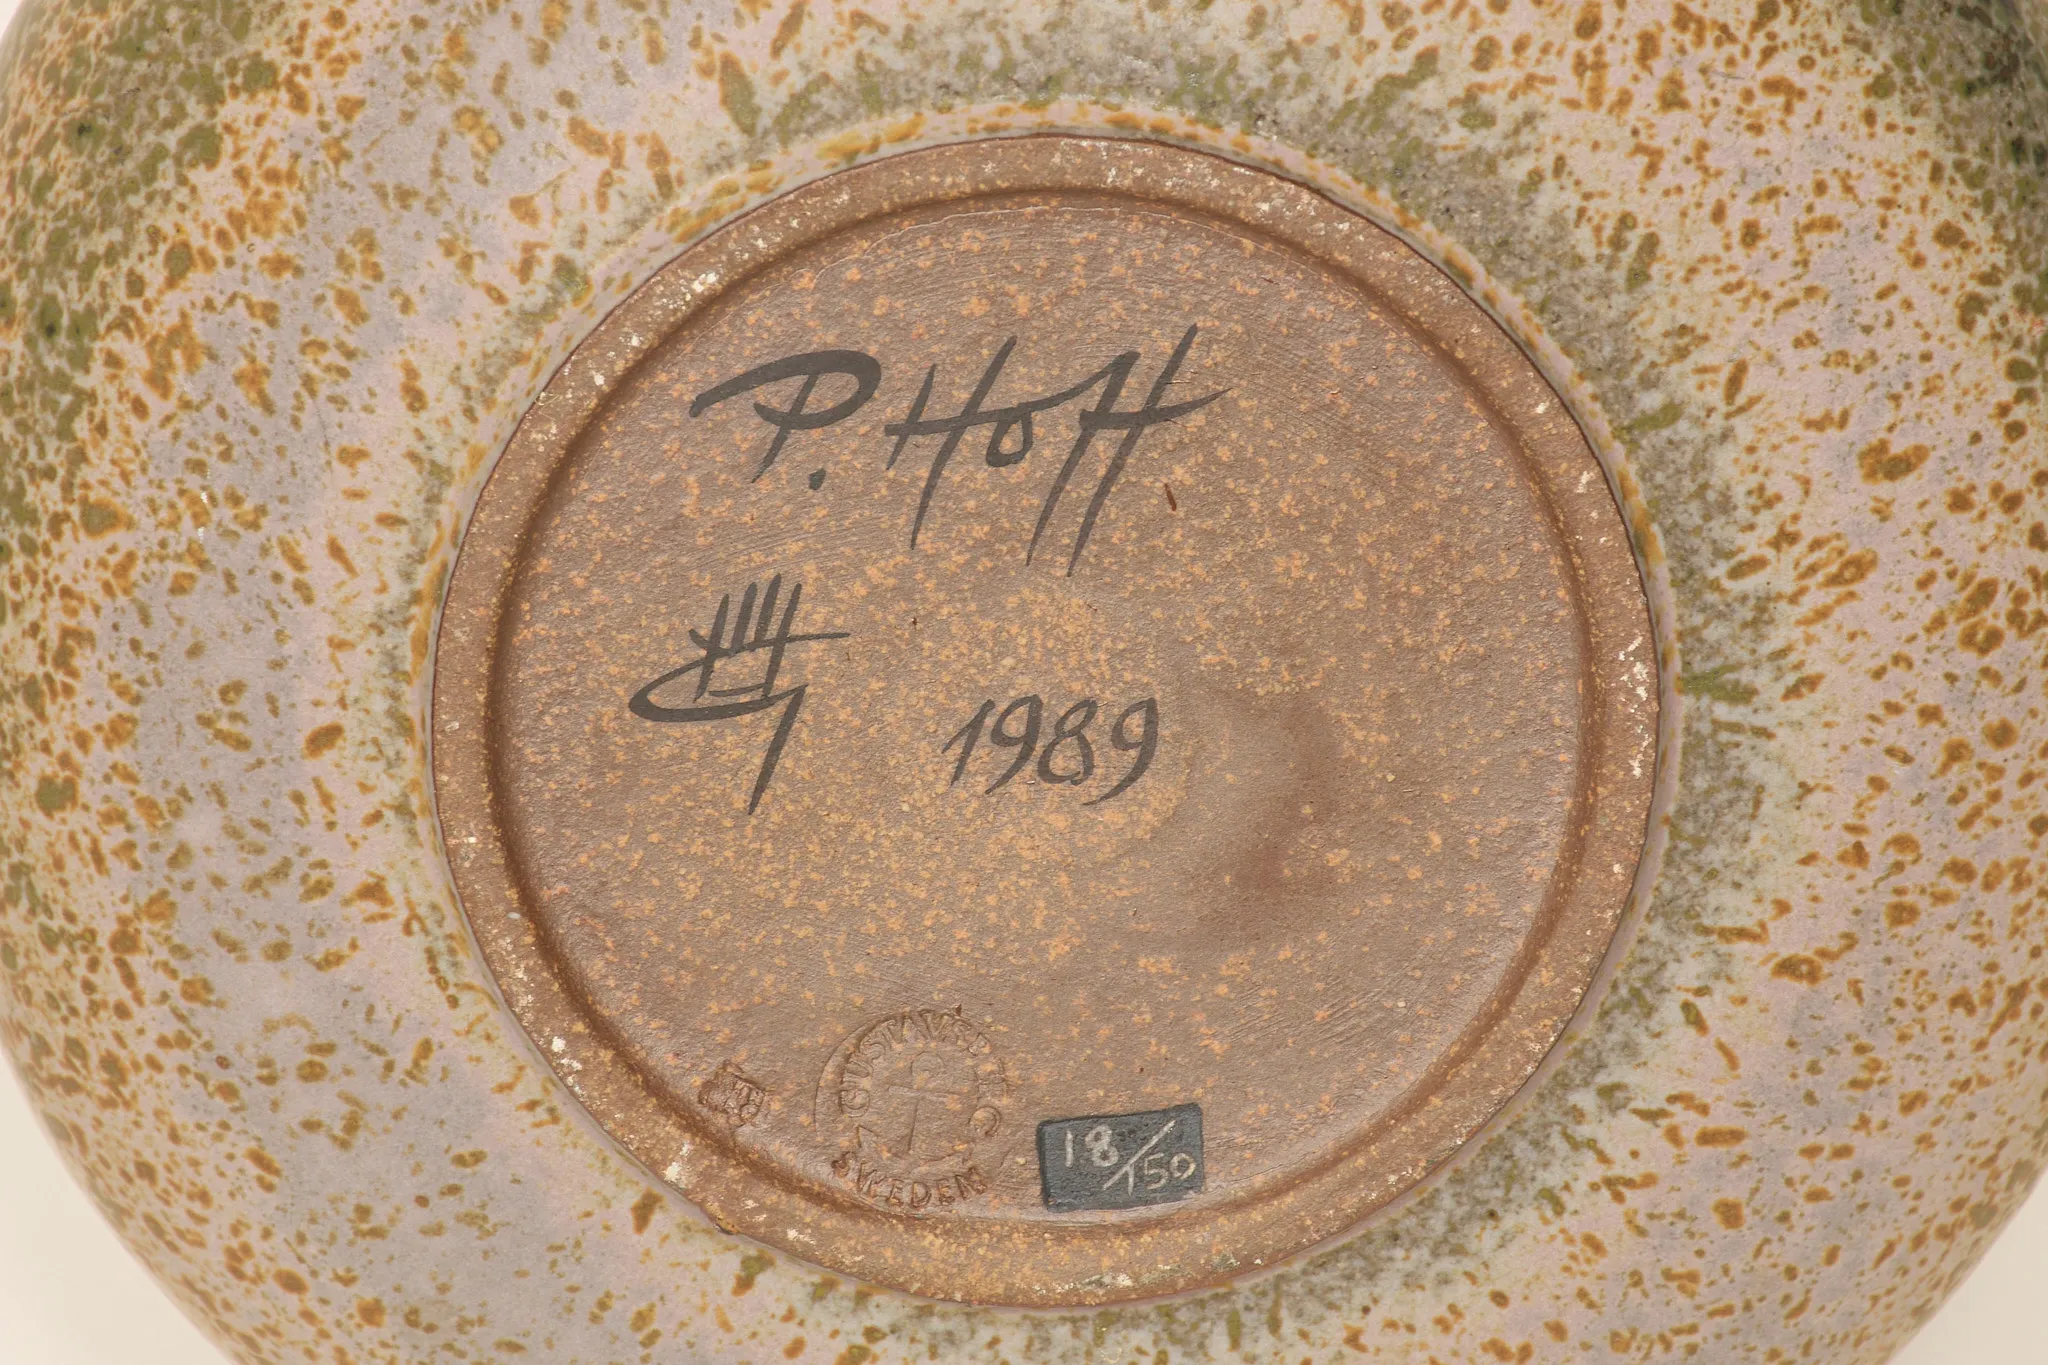 P. Hoff
1989
GUSTAVSBERG
SWEDEN
18/150